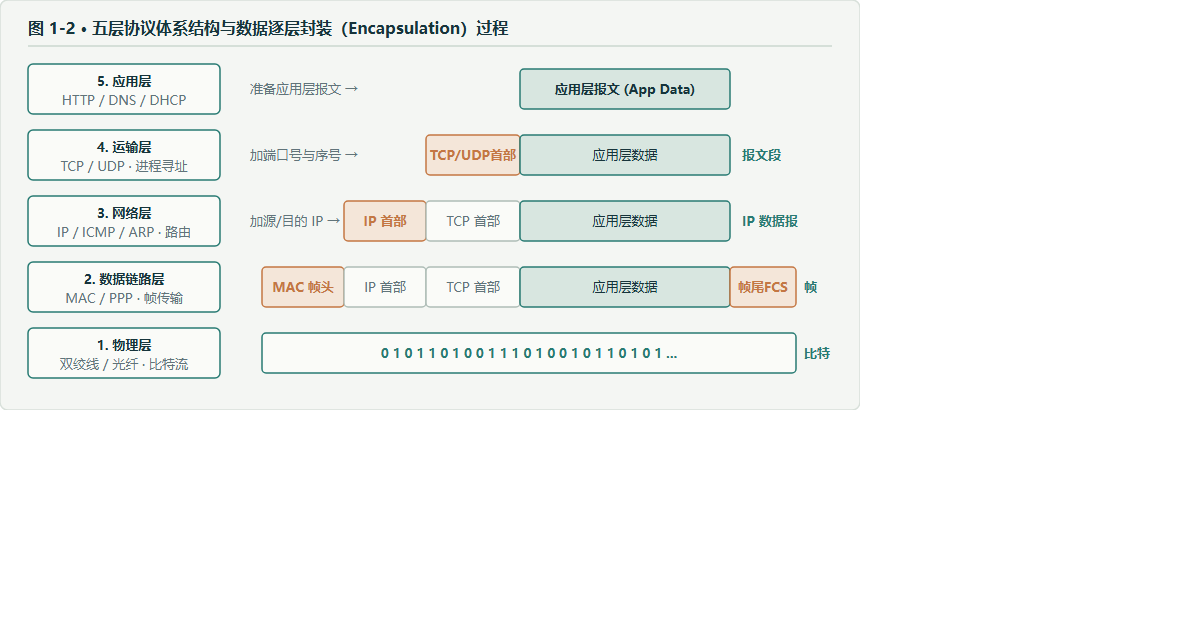 图 1-2 • 五层协议体系结构与数据逐层封装（Encapsulation）过程
5. 应用层
HTTP / DNS / DHCP
准备应用层报文 →
应用层报文 (App Data)
4. 运输层
TCP / UDP · 进程寻址
加端口号与序号 →
TCP/UDP首部
应用层数据
报文段
3. 网络层
IP / ICMP / ARP · 路由
加源/目的 IP →
IP 首部
TCP 首部
应用层数据
IP 数据报
2. 数据链路层
MAC / PPP · 帧传输
MAC 帧头
IP 首部
TCP 首部
应用层数据
帧尾FCS
帧
1. 物理层
双绞线 / 光纤 · 比特流
0 1 0 1 1 0 1 0 0 1 1 1 0 1 0 0 1 0 1 1 0 1 0 1 ...
比特